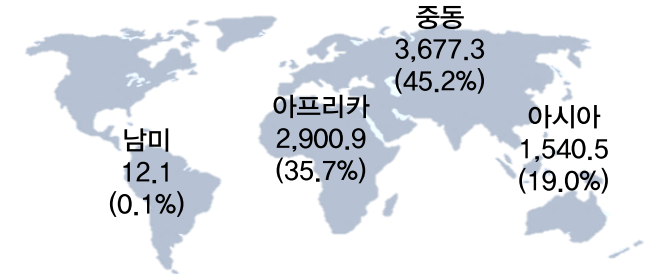 중동
3,677.3
(45.2%)
아프리카
2,900.9
(35.7%)
아시아
1,540.5
(19.0%)
남미
12.1
(0.1%)